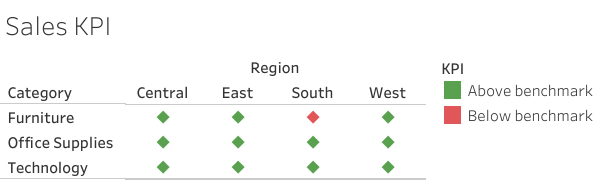 Sales KPI
Region
KPI
Category Central East South West
Above benchmark
Below benchmark
Furniture
Office Supplies
Technology